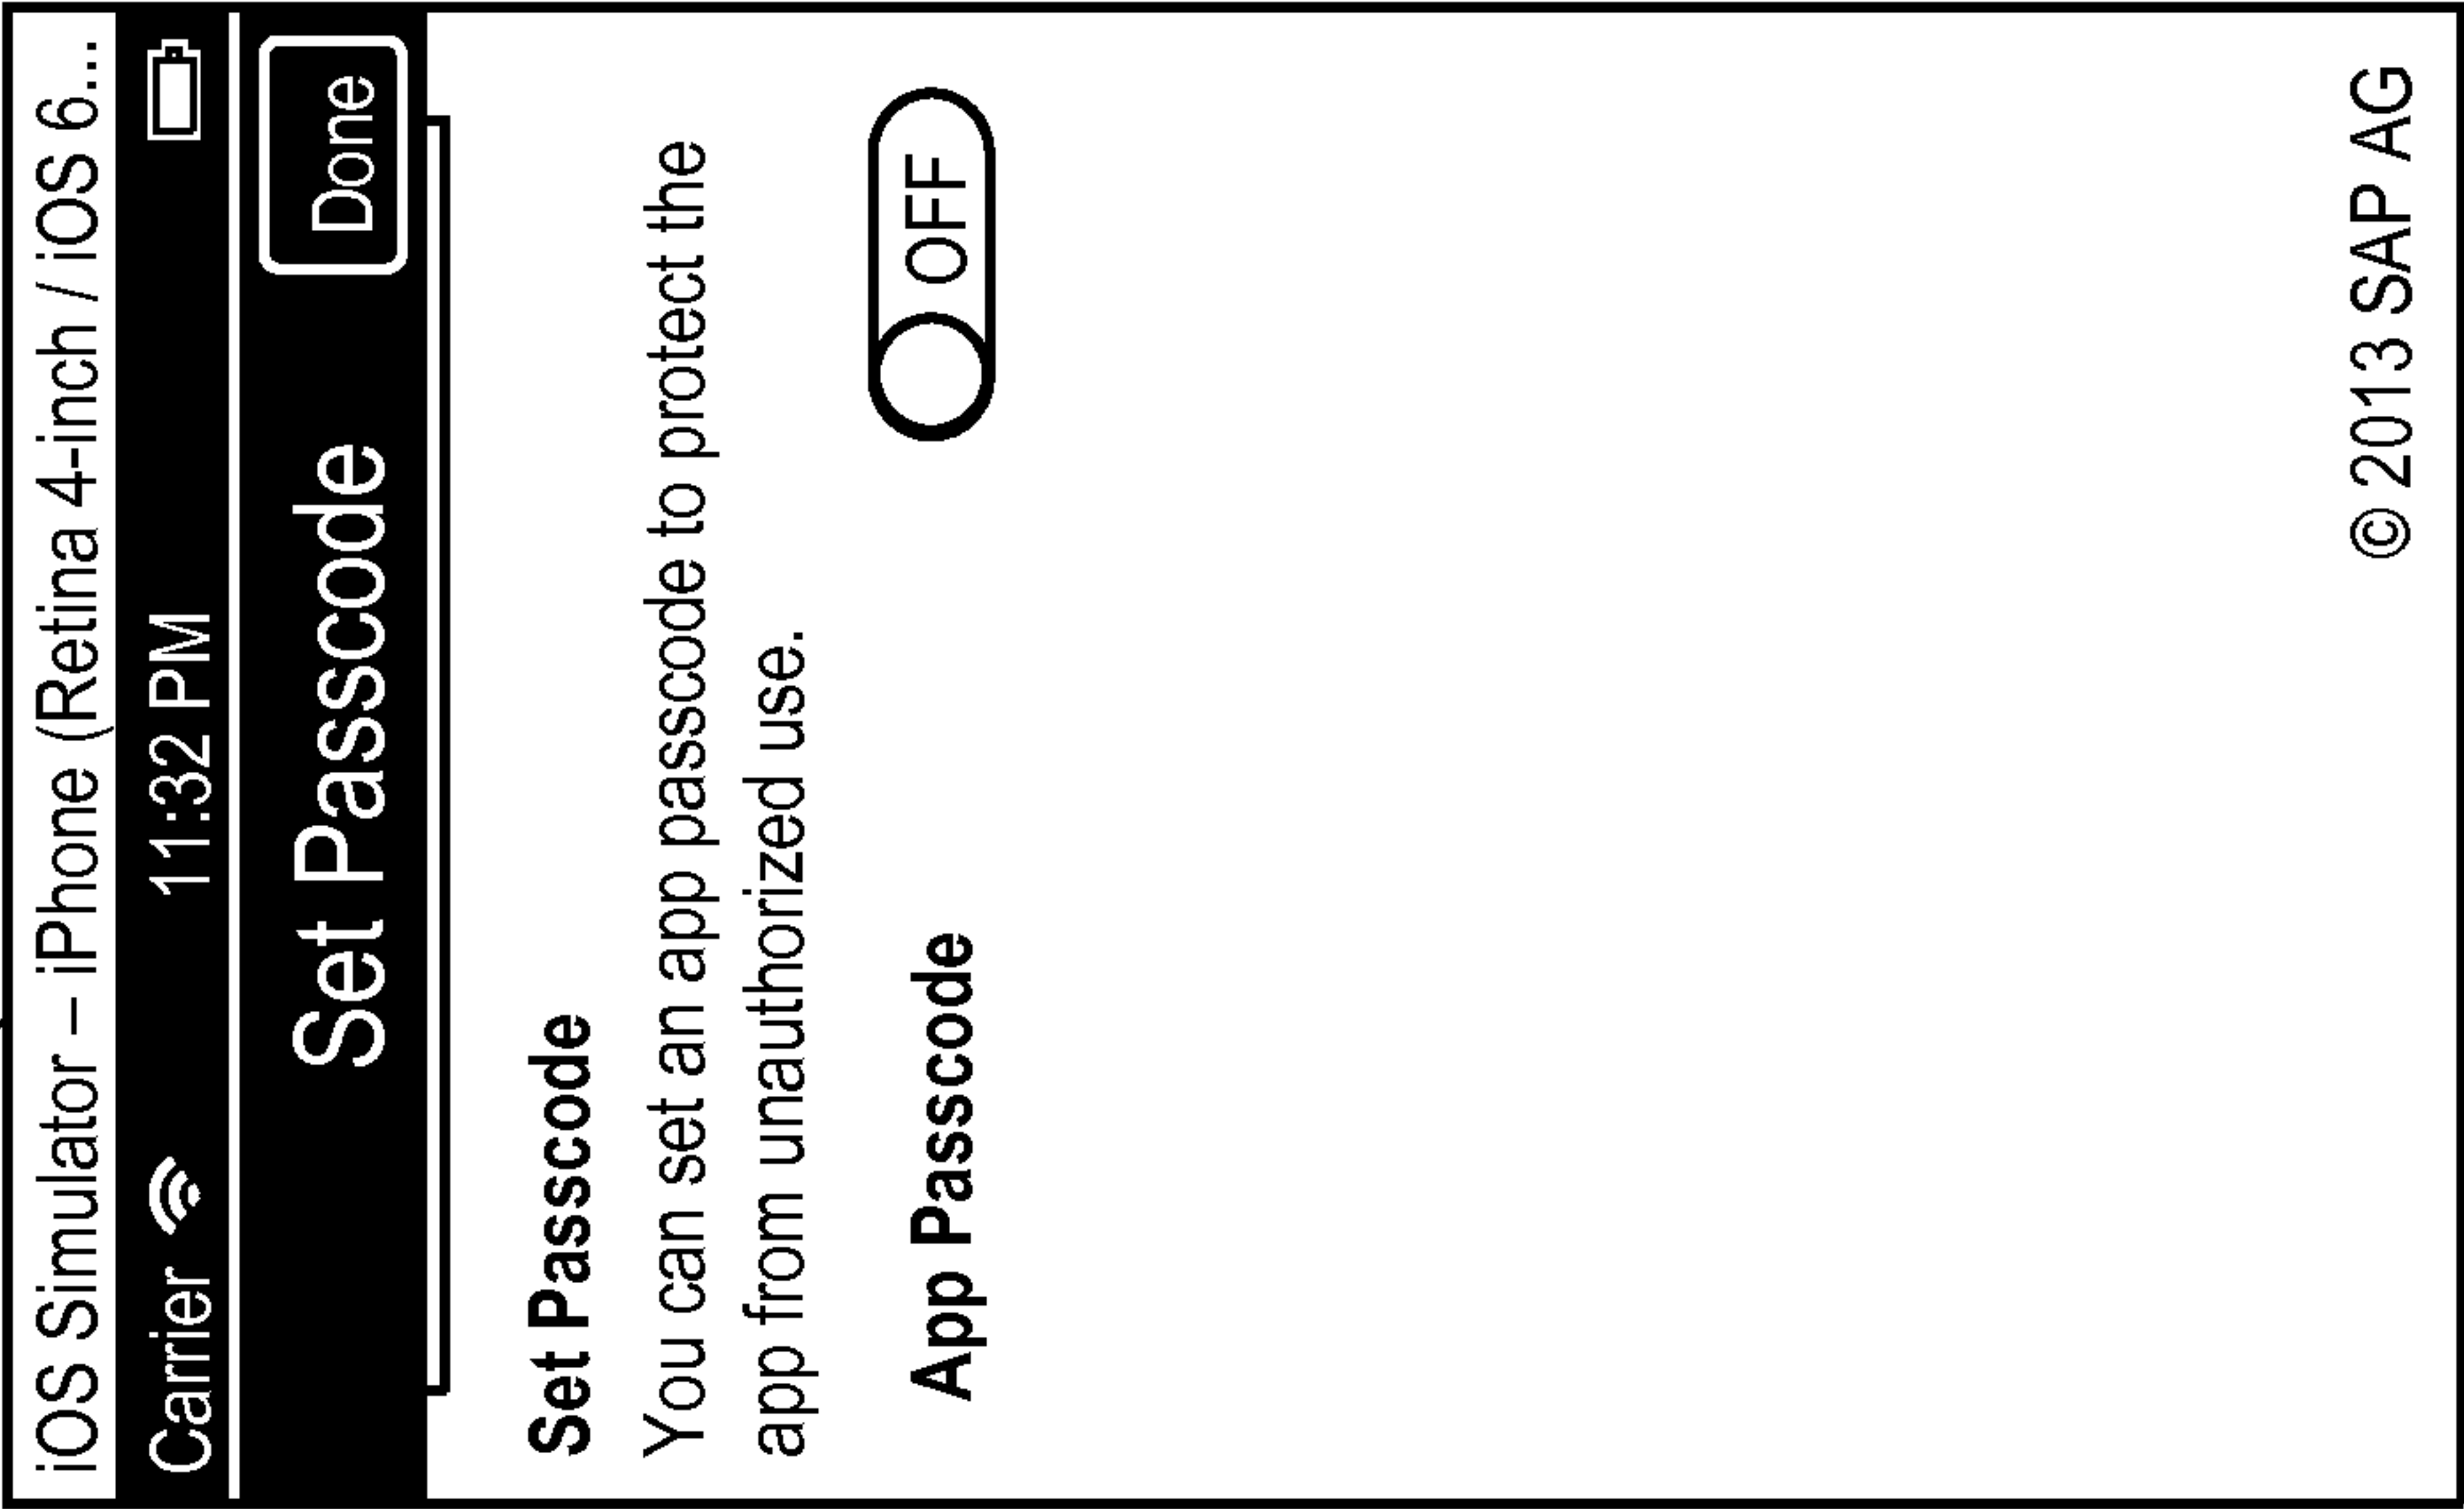 iOS Simulator – iPhone (Retina 4-inch / iOS 6...
Carrier 11:32 PM
Set Passcode Done
Set Passcode
You can set an app passcode to protect the
app from unauthorized use.
App Passcode OFF
© 2013 SAP AG